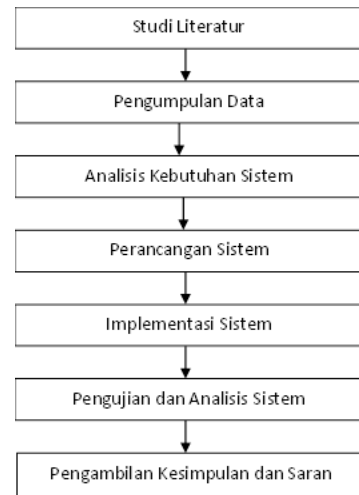 Studi Literatur
Pengumpulan Data
Analisis Kebutuhan Sistem
Perancangan Sistem
Implementasi Sistem
Pengujian dan Analisis Sistem
Pengambilan Kesimpulan dan Saran